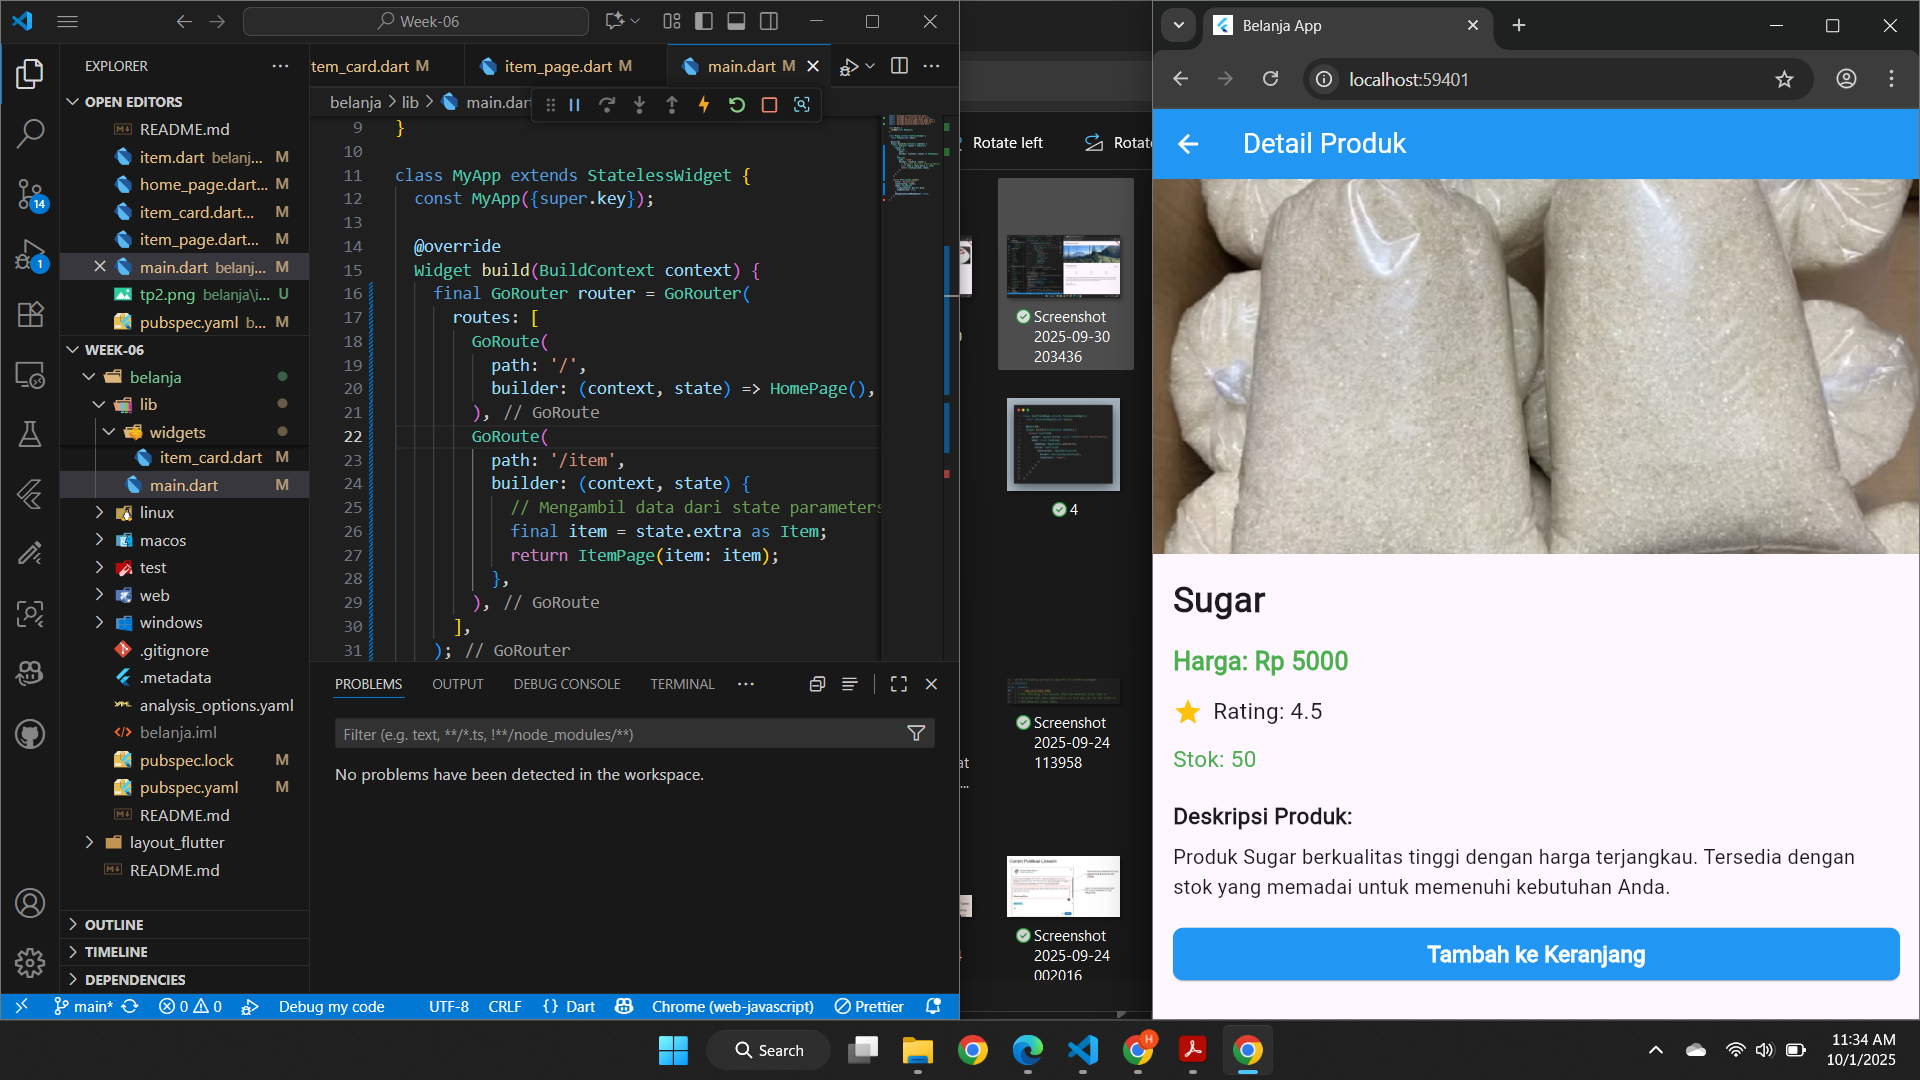 Week-06
EXPLORER
OPEN EDITORS
README.md
item.dart belanj... M
home_page.dart... M
item_card.dart... M
item_page.dart... M
main.dart belanj... M
tp2.png belanja\i... U
pubspec.yaml b... M
WEEK-06
belanja
lib
widgets
item_card.dart M
main.dart M
linux
macos
test
web
windows
.gitignore
.metadata
analysis_options.yaml
belanja.iml
pubspec.lock M
pubspec.yaml M
README.md
layout_flutter
README.md
OUTLINE
TIMELINE
DEPENDENCIES
14
1
tem_card.dart M
item_page.dart M
main.dart M
belanja > lib > main.dart
9 }
10
11 class MyApp extends StatelessWidget {
12 const MyApp({super.key});
13
14 @override
15 Widget build(BuildContext context) {
16 final GoRouter router = GoRouter(
17 routes: [
18 GoRoute(
19 path: '/',
20 builder: (context, state) => HomePage(),
21 ), // GoRoute
22 GoRoute(
23 path: '/item',
24 builder: (context, state) {
25 // Mengambil data dari state parameters
26 final item = state.extra as Item;
27 return ItemPage(item: item);
28 },
29 ), // GoRoute
30 ],
31 ); // GoRouter
PROBLEMS OUTPUT DEBUG CONSOLE TERMINAL
Filter (e.g. text, **/*.ts, !**/node_modules/**)
No problems have been detected in the workspace.
main* 0 0 Debug my code UTF-8 CRLF {} Dart Chrome (web-javascript) Prettier
Rotate left
Rotat
Screenshot
2025-09-30
203436
4
Screenshot
2025-09-24
113958
at
...
Screenshot
2025-09-24
002016
Belanja App
localhost:59401
Detail Produk
Sugar
Harga: Rp 5000
Rating: 4.5
Stok: 50
Deskripsi Produk:
Produk Sugar berkualitas tinggi dengan harga terjangkau. Tersedia dengan
stok yang memadai untuk memenuhi kebutuhan Anda.
Tambah ke Keranjang
Search
H
11:34 AM
10/1/2025